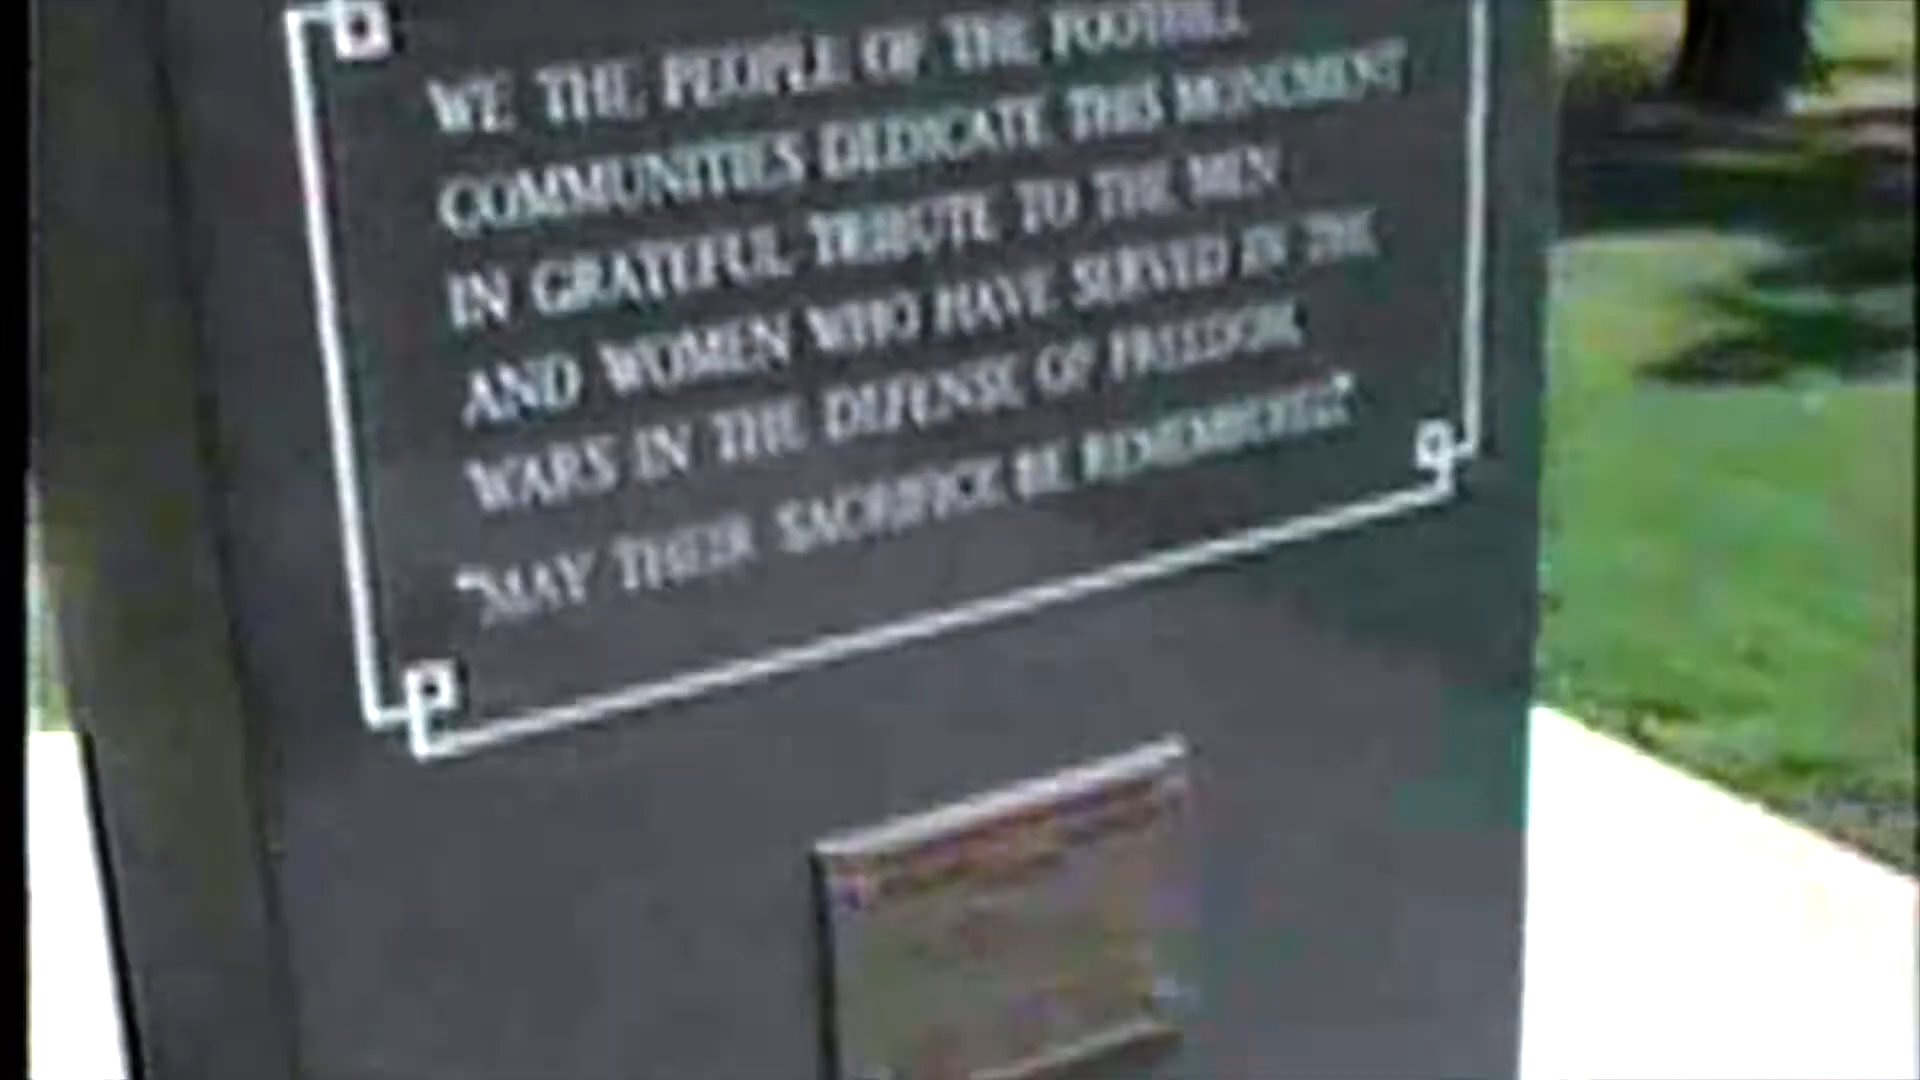 WE THE PEOPLE OF THE FOOTHILL
COMMUNITIES DEDICATE THIS MONUMENT
IN GRATEFUL TRIBUTE TO THE MEN
AND WOMEN WHO HAVE SERVED IN THE
WARS IN THE DEFENSE OF FREEDOM.
"MAY THEIR SACRIFICE BE REMEMBERED."